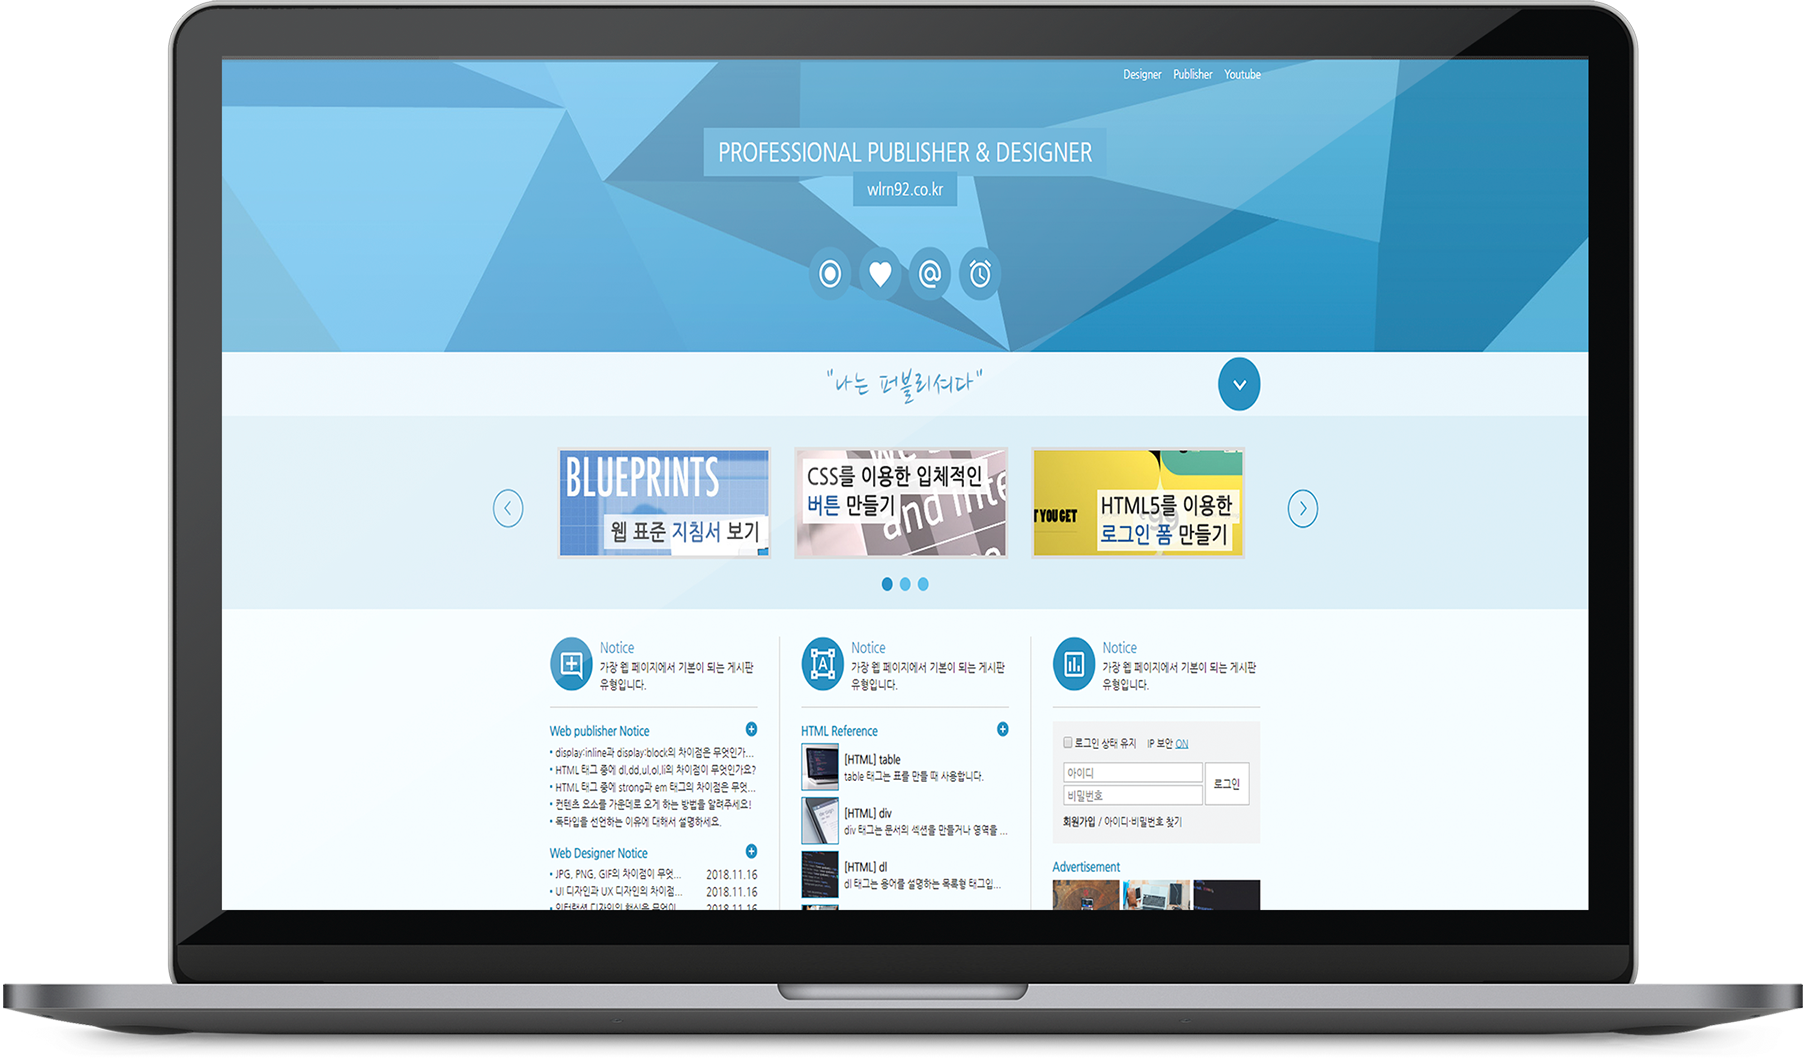 Designer Publisher Youtube
PROFESSIONAL PUBLISHER & DESIGNER
wlrn92.co.kr
"나는 퍼블리셔다"
BLUEPRINTS
웹 표준 지침서 보기
CSS를 이용한 입체적인
버튼 만들기
and inte
T YOU GET
HTML5를 이용한
로그인 폼 만들기
Notice
가장 웹 페이지에서 기본이 되는 게시판
유형입니다.
Web publisher Notice
• display:inline과 display:block의 차이점은 무엇인가...
• HTML 태그 중에 dl,dd,ul,ol,li의 차이점이 무엇인가요?
• HTML 태그 중에 strong과 em 태그의 차이점은 무엇...
• 컨텐츠 요소를 가운데로 오게 하는 방법을 알려주세요!
• 독타입을 선언하는 이유에 대해서 설명하세요.
Web Designer Notice
• JPG, PNG, GIF의 차이점이 무엇... 2018.11.16
• UI 디자인과 UX 디자인의 차이점... 2018.11.16
• 인터랙션 디자인의 핵심은 무엇이 2018.11.16
Notice
가장 웹 페이지에서 기본이 되는 게시판
유형입니다.
HTML Reference
[HTML] table
table 태그는 표를 만들 때 사용합니다.
[HTML] div
div 태그는 문서의 섹션을 만들거나 영역을 ...
[HTML] dl
dl 태그는 용어를 설명하는 목록형 태그입...
Notice
가장 웹 페이지에서 기본이 되는 게시판
유형입니다.
로그인 상태 유지 IP 보안 ON
아이디
비밀번호
로그인
회원가입 / 아이디·비밀번호 찾기
Advertisement